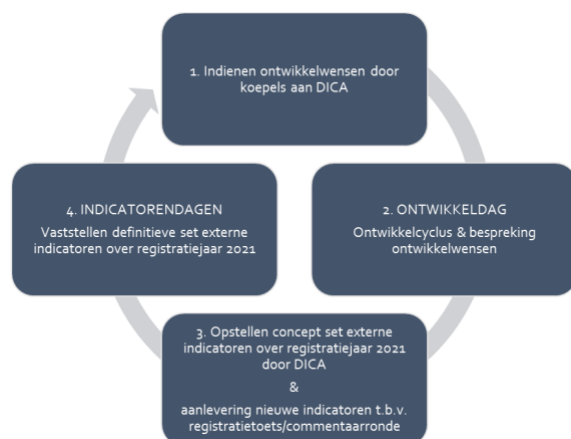 1. Indienen ontwikkelwensen door
koepels aan DICA
2. ONTWIKKELDAG
Ontwikkelcyclus & bespreking
ontwikkelwensen
3. Opstellen concept set externe
indicatoren over registratiejaar 2021
door DICA
&
aanlevering nieuwe indicatoren t.b.v.
registratietoets/commentaarronde
4. INDICATORENDAGEN
Vaststellen definitieve set externe
indicatoren over registratiejaar 2021